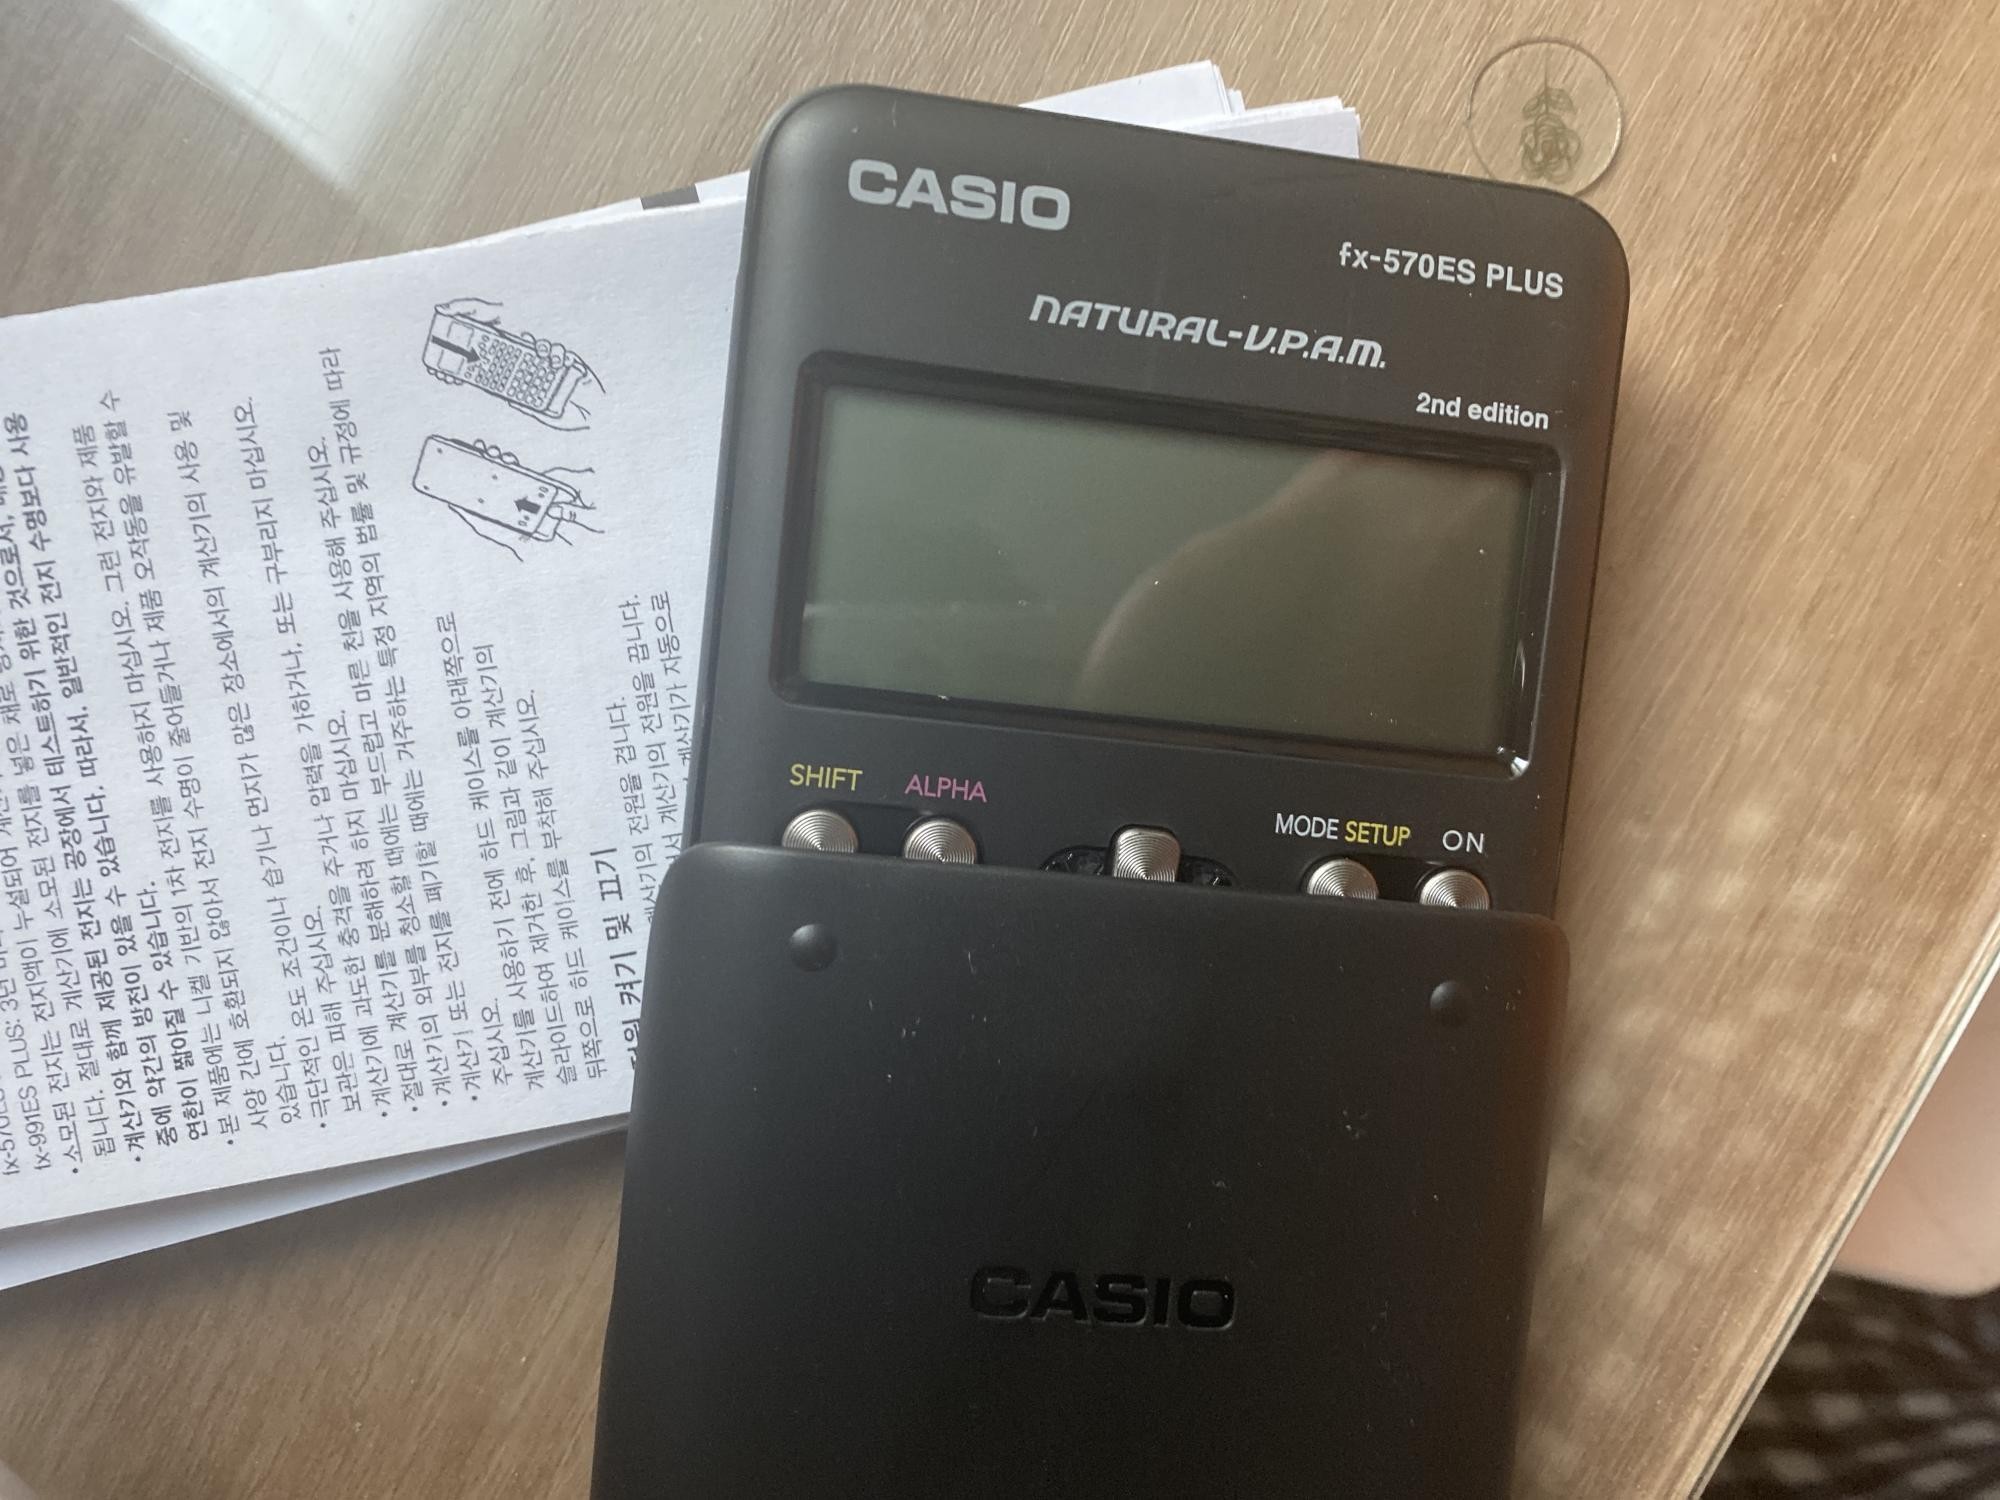 CASIO
fx-570ES PLUS
NATURAL-V.P.A.M.
2nd edition
SHIFT
ALPHA
MODE SETUP
ON
CASIO
fx-991ES PLUS: 3년
• 소모된 전지는 전지액이 누설되어
됩니다. 절대로 계산기에 소모된 전지를 넣은 채로
• 계산기와 함께 제공된 전지는 공장에서 테스트하기 위한 것으로서,
중에 약간의 방전이 있을 수 있습니다. 따라서, 일반적인 전지 수명보다 사용
연한이 짧아질 수 있습니다.
• 본 제품에는 니켈 기반의 1차 전지를 사용하지 마십시오. 그런 전지와 제품
사양 간에 호환되지 않아서 전지 수명이 줄어들거나 제품 오작동을 유발할 수
있습니다.
• 극단적인 온도 조건이나 습기나 먼지가 많은 장소에서의 계산기의 사용 및
보관은 피해 주십시오.
• 계산기에 과도한 충격을 주거나 압력을 가하거나, 또는 구부리지 마십시오.
• 절대로 계산기를 분해하려 하지 마십시오.
• 계산기의 외부를 청소할 때에는 부드럽고 마른 천을 사용해 주십시오.
• 계산기 또는 전지를 폐기할 때에는 거주하는 특정 지역의 법률 및 규정에 따라
주십시오.
계산기를 사용하기 전에 하드 케이스를 아래쪽으로
슬라이드하여 제거한 후, 그림과 같이 계산기의
뒤쪽으로 하드 케이스를 부착해 주십시오.
전원 켜기 및 끄기
계산기의 전원을 켭니다.
계산기의 전원을 끕니다.
계산기가 자동으로